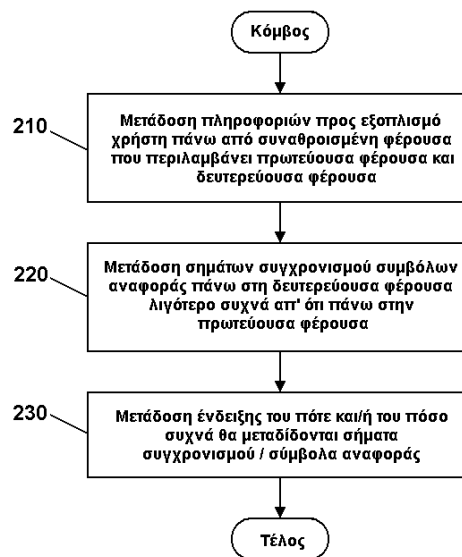 Κόμβος
210
Μετάδοση πληροφοριών προς εξοπλισμό
χρήστη πάνω από συναθροισμένη φέρουσα
που περιλαμβάνει πρωτεύουσα φέρουσα και
δευτερεύουσα φέρουσα
220
Μετάδοση σημάτων συγχρονισμού συμβόλων
αναφοράς πάνω στη δευτερεύουσα φέρουσα
λιγότερο συχνά απ' ότι πάνω στην
πρωτεύουσα φέρουσα
230
Μετάδοση ένδειξης του πότε και/ή του πόσο
συχνά θα μεταδίδονται σήματα
συγχρονισμού / σύμβολα αναφοράς
Τέλος